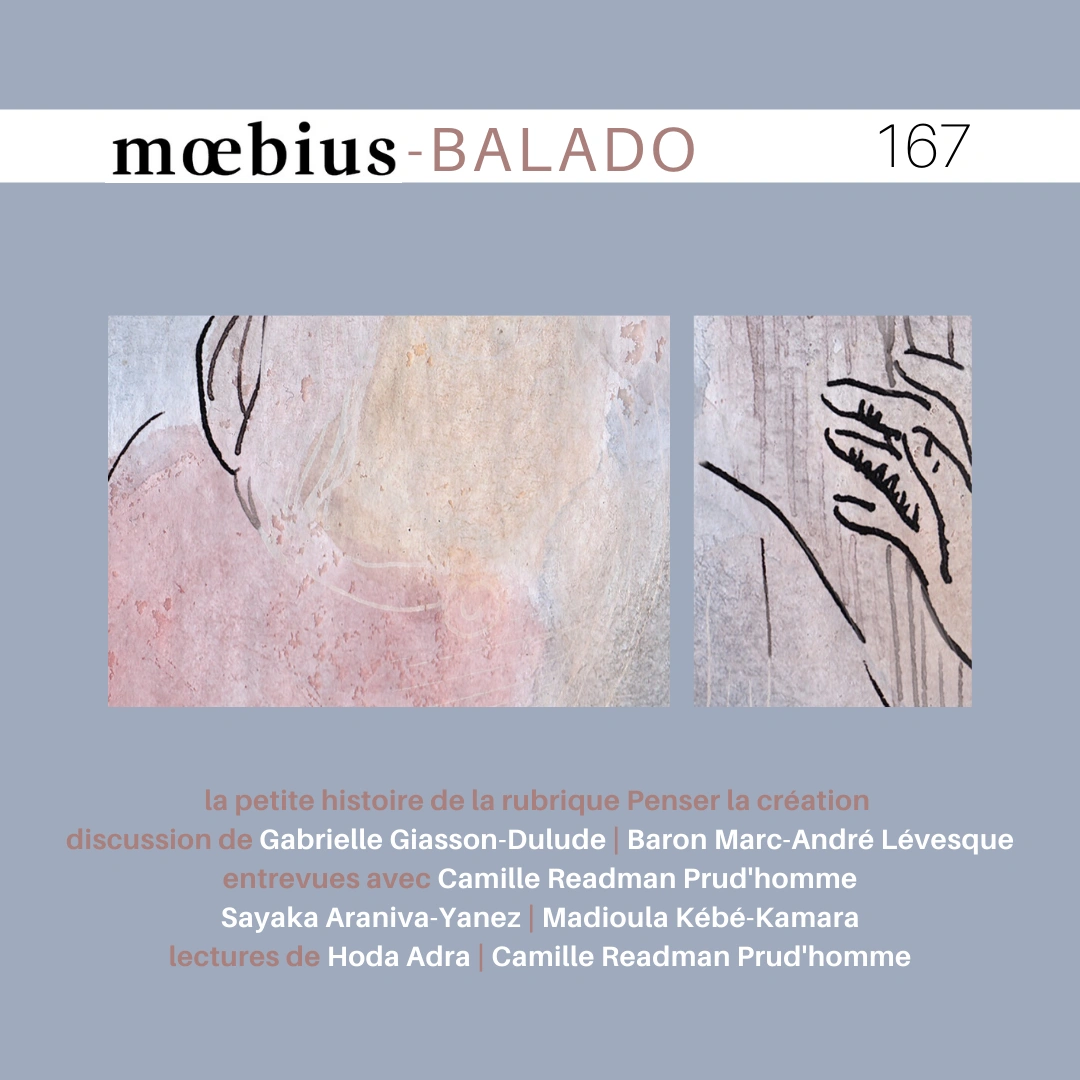 mœbius-BALADO 167
la petite histoire de la rubrique Penser la création
discussion de Gabrielle Giasson-Dulude | Baron Marc-André Lévesque
entrevues avec Camille Readman Prud'homme
Sayaka Araniva-Yanez | Madioula Kébé-Kamara
lectures de Hoda Adra | Camille Readman Prud'homme